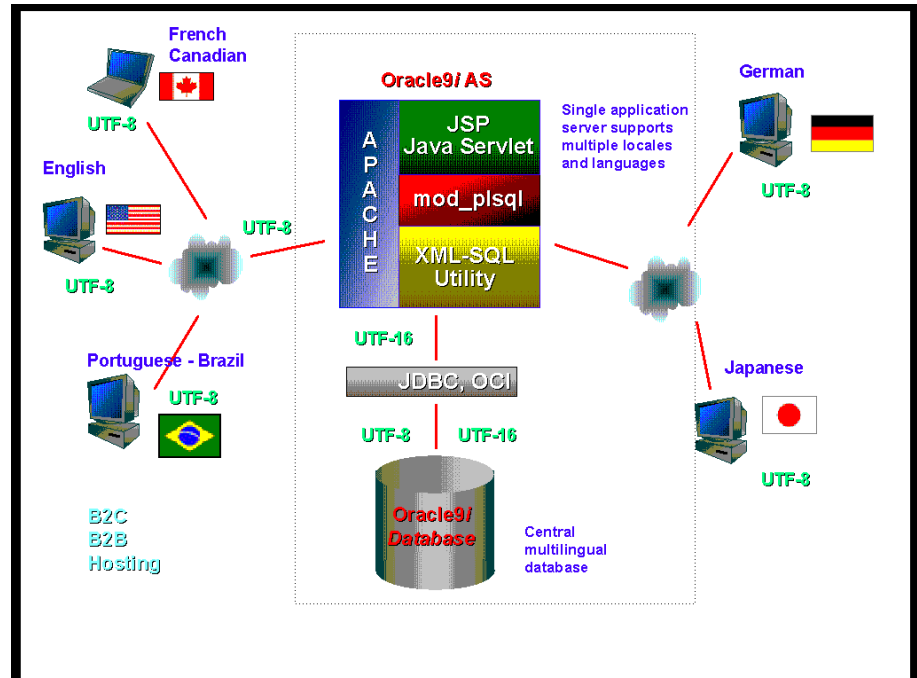 French
Canadian
UTF-8
English
UTF-8
UTF-8
Portuguese - Brazil
UTF-8
B2C
B2B
Hosting
Oracle9i AS
APACHE
JSP
Java Servlet
mod_plsql
XML-SQL
Utility
Single application
server supports
multiple locales
and languages
UTF-16
JDBC, OCI
UTF-8
UTF-16
Oracle9i
Database
Central
multilingual
database
German
UTF-8
Japanese
UTF-8